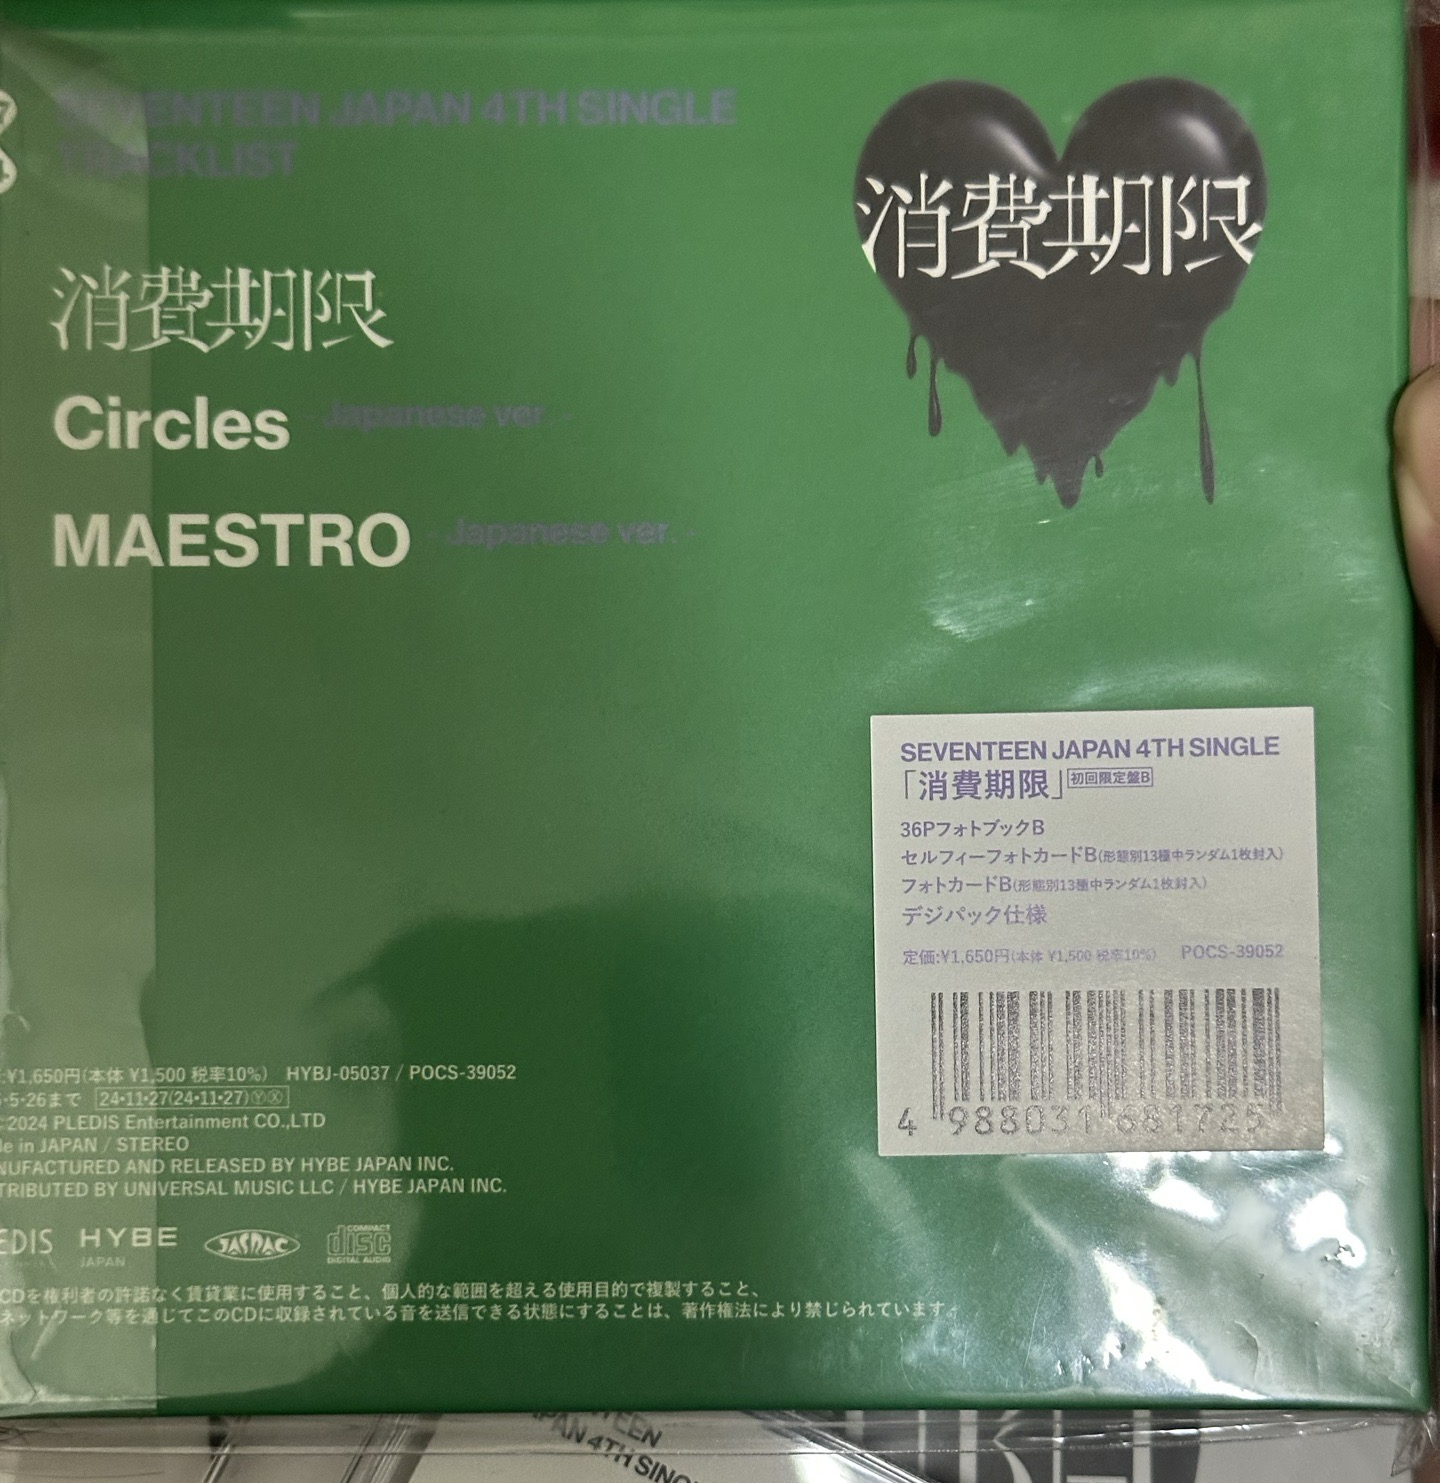 SEVENTEEN JAPAN 4TH SINGLE
TRACKLIST
消費期限
消費期限
Circles - Japanese ver. -
MAESTRO - Japanese ver. -
SEVENTEEN JAPAN 4TH SINGLE
「消費期限」初回限定盤B
36PフォトブックB
セルフィーフォトカードB(形態別13種中ランダム1枚封入)
フォトカードB(形態別13種中ランダム1枚封入)
デジパック仕様
定価:¥1,650円(本体 ¥1,500 税率10%) POCS-39052
4 988031 681725
:¥1,650円(本体 ¥1,500 税率10%) HYBJ-05037 / POCS-39052
•5•26まで 24•11•27(24•11•27)ⓎⓍ
2024 PLEDIS Entertainment CO.,LTD
de in JAPAN / STEREO
NUFACTURED AND RELEASED BY HYBE JAPAN INC.
TRIBUTED BY UNIVERSAL MUSIC LLC / HYBE JAPAN INC.
EDIS HYBE JAPAN JASRAC COMPACT disc DIGITAL AUDIO
CDを権利者の許諾なく賃貸業に使用すること、個人的な範囲を超える使用目的で複製すること、
ネットワーク等を通じてこのCDに収録されている音を送信できる状態にすることは、著作権法により禁じられています。
TEEN
PAN 4TH SING